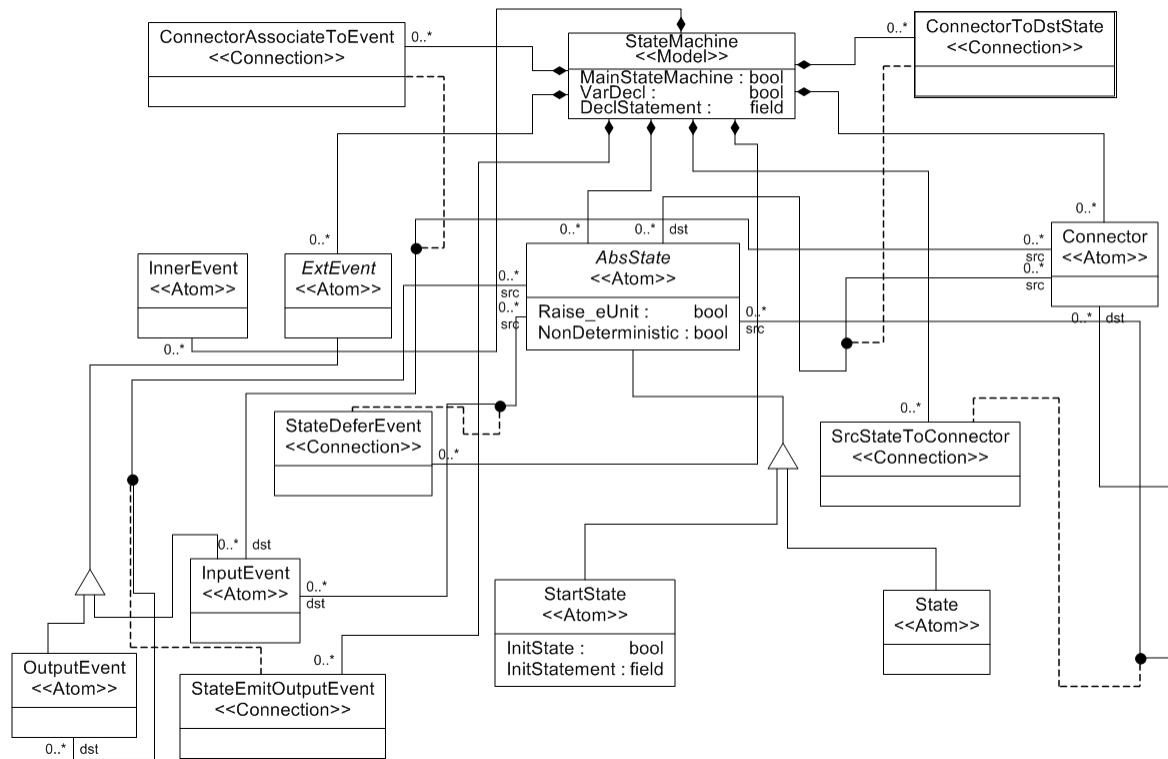 ConnectorAssociateToEvent
<<Connection>>
0..*
StateMachine
<<Model>>
MainStateMachine : bool
VarDecl : bool
DeclStatement : field
0..*
ConnectorToDstState
<<Connection>>
0..*
InnerEvent
<<Atom>>
0..*
ExtEvent
<<Atom>>
0..*
0..*
dst
AbsState
<<Atom>>
Raise_eUnit : bool
NonDeterministic : bool
0..*
src
0..*
src
0..*
src
0..*
Connector
<<Atom>>
0..*
src
0..*
src
0..*
dst
0..*
StateDeferEvent
<<Connection>>
0..*
0..*
SrcStateToConnector
<<Connection>>
0..*
dst
InputEvent
<<Atom>>
0..*
dst
StartState
<<Atom>>
InitState : bool
InitStatement : field
State
<<Atom>>
OutputEvent
<<Atom>>
0..*
dst
0..*
StateEmitOutputEvent
<<Connection>>